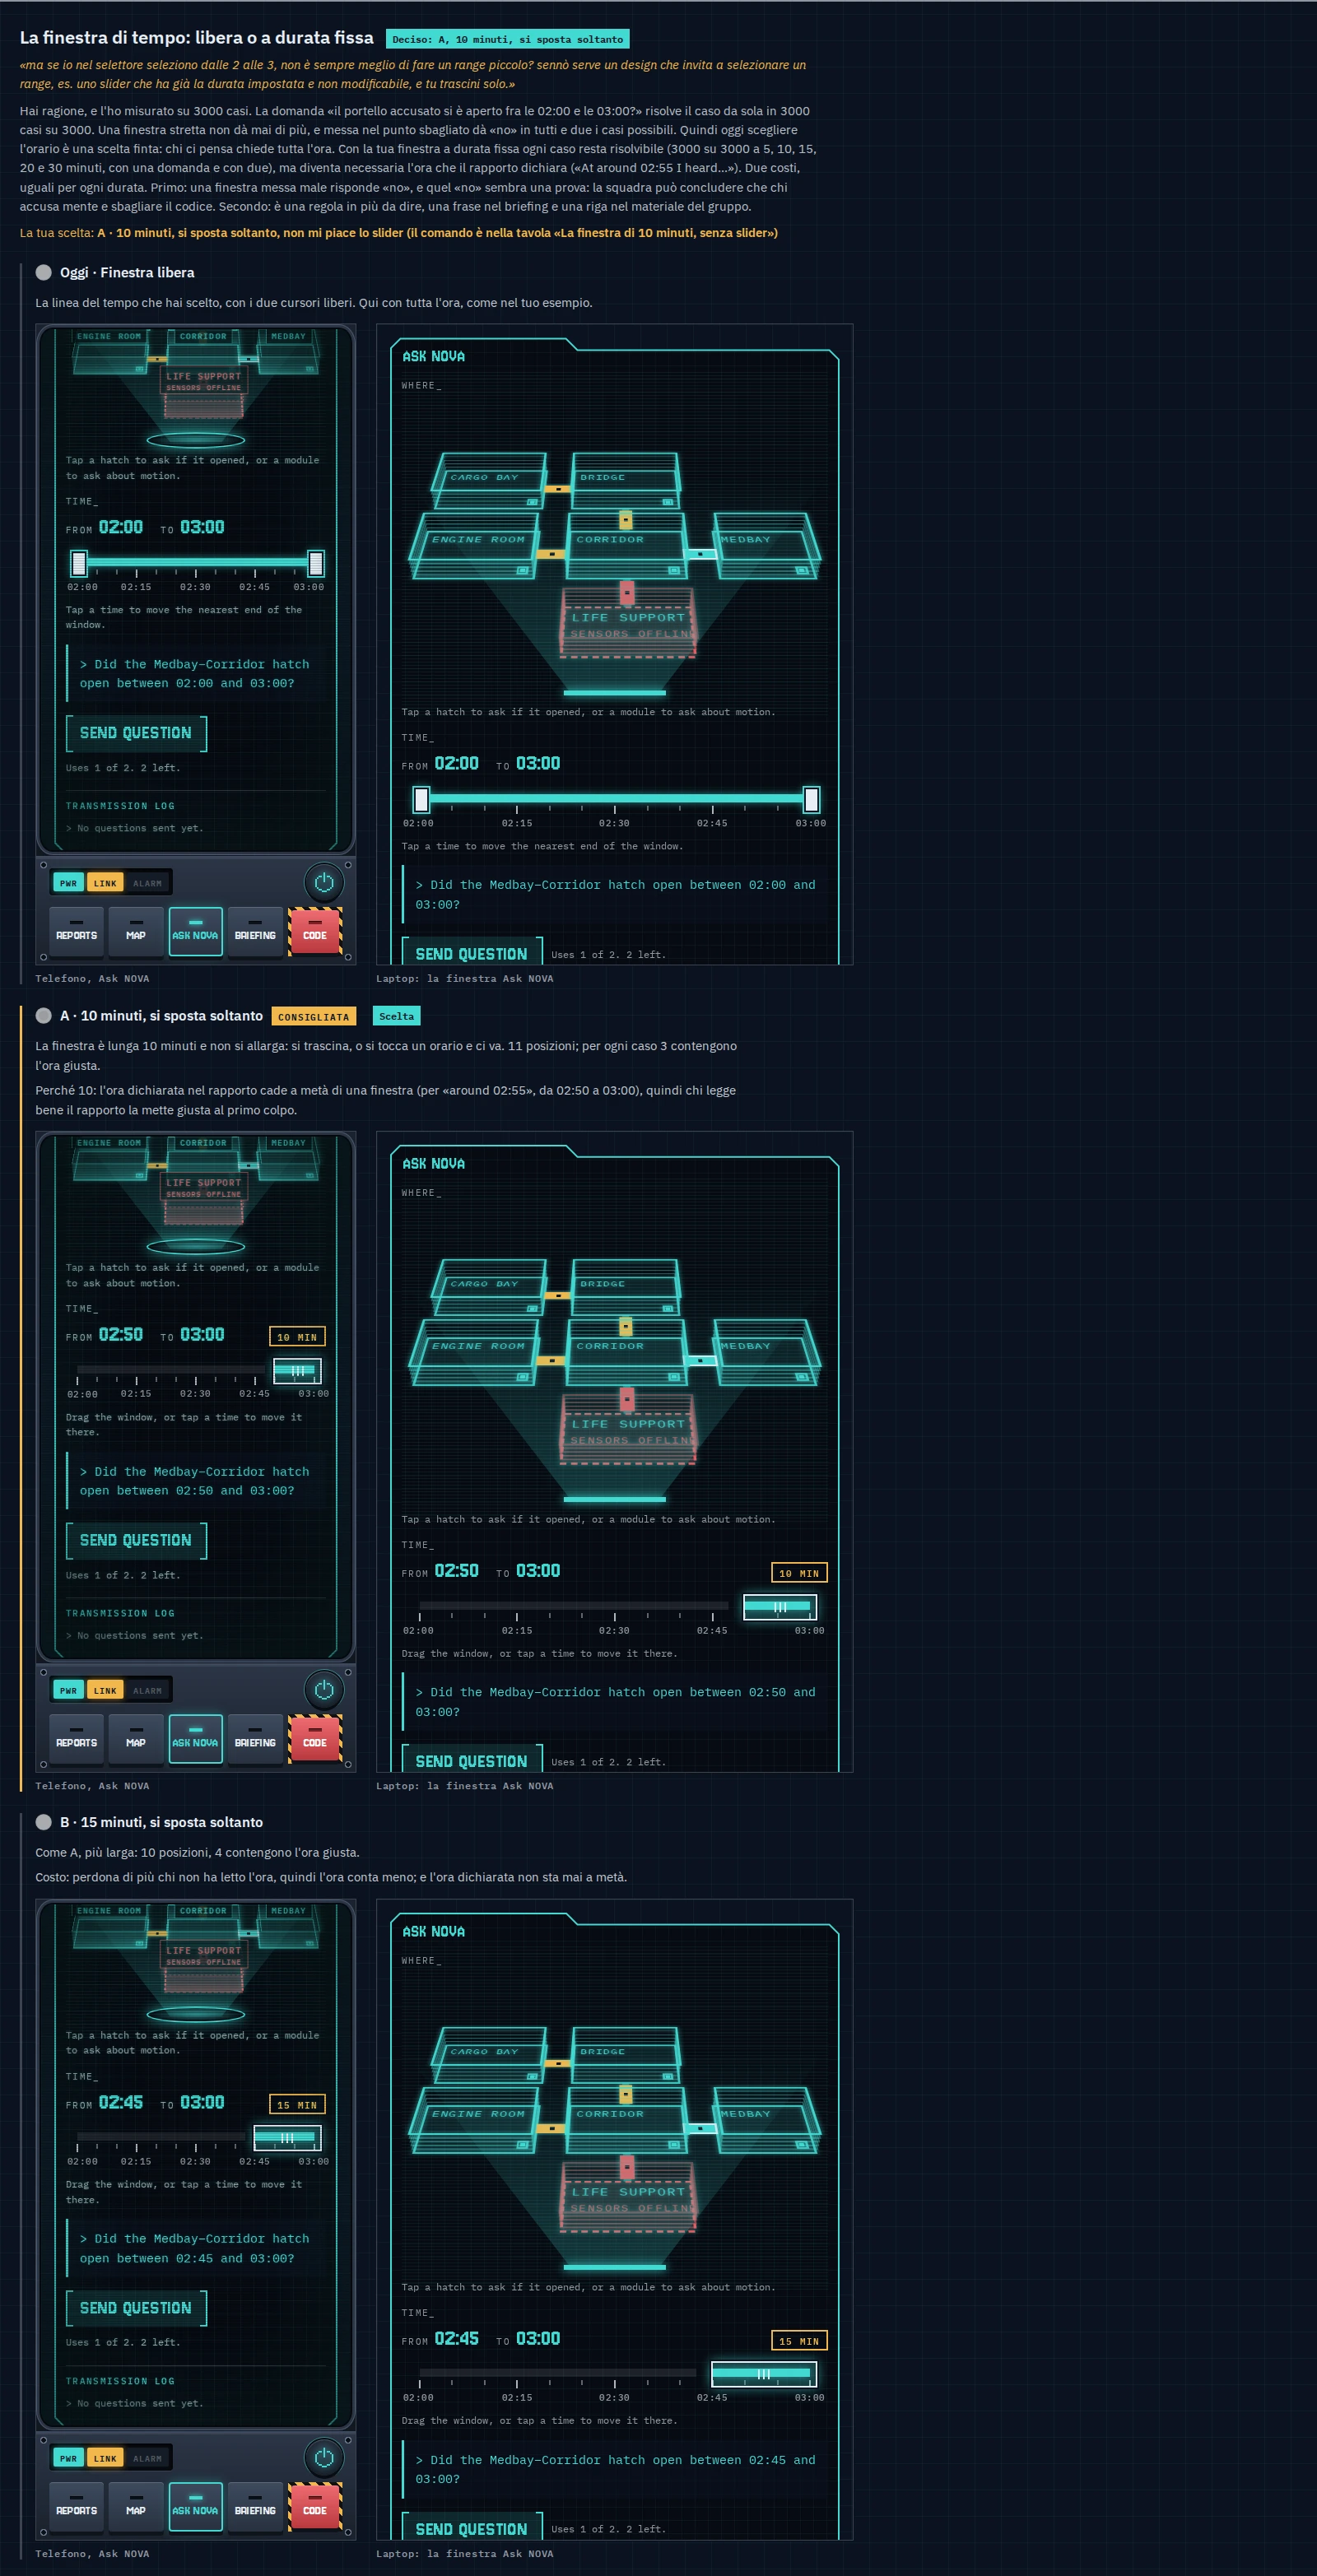 La finestra di tempo: libera o a durata fissa
Deciso: A, 10 minuti, si sposta soltanto
«ma se io nel selettore seleziono dalle 2 alle 3, non è sempre meglio di fare un range piccolo? sennò serve un design che invita a selezionare un
range, es. uno slider che ha già la durata impostata e non modificabile, e tu trascini solo.»
Hai ragione, e l'ho misurato su 3000 casi. La domanda «il portello accusato si è aperto fra le 02:00 e le 03:00?» risolve il caso da sola in 3000
casi su 3000. Una finestra stretta non dà mai di più, e messa nel punto sbagliato dà «no» in tutti e due i casi possibili. Quindi oggi scegliere
l'orario è una scelta finta: chi ci pensa chiede tutta l'ora. Con la tua finestra a durata fissa ogni caso resta risolvibile (3000 su 3000 a 5, 10, 15,
20 e 30 minuti, con una domanda e con due), ma diventa necessaria l'ora che il rapporto dichiara («At around 02:55 I heard...»). Due costi,
uguali per ogni durata. Primo: una finestra messa male risponde «no», e quel «no» sembra una prova: la squadra può concludere che chi
accusa mente e sbagliare il codice. Secondo: è una regola in più da dire, una frase nel briefing e una riga nel materiale del gruppo.
La tua scelta: A · 10 minuti, si sposta soltanto, non mi piace lo slider (il comando è nella tavola «La finestra di 10 minuti, senza slider»)
Oggi · Finestra libera
La linea del tempo che hai scelto, con i due cursori liberi. Qui con tutta l'ora, come nel tuo esempio.
ENGINE ROOM CORRIDOR MEDBAY
LIFE SUPPORT
SENSORS OFFLINE
Tap a hatch to ask if it opened, or a module
to ask about motion.
TIME_
FROM 02:00 TO 03:00
02:00 02:15 02:30 02:45 03:00
Tap a time to move the nearest end of the
window.
> Did the Medbay–Corridor hatch
open between 02:00 and 03:00?
SEND QUESTION
Uses 1 of 2. 2 left.
TRANSMISSION LOG
> No questions sent yet.
PWR LINK ALARM
REPORTS MAP ASK NOVA BRIEFING CODE
Telefono, Ask NOVA
ASK NOVA
WHERE_
CARGO BAY BRIDGE
ENGINE ROOM CORRIDOR MEDBAY
LIFE SUPPORT
SENSORS OFFLIN
Tap a hatch to ask if it opened, or a module to ask about motion.
TIME_
FROM 02:00 TO 03:00
02:00 02:15 02:30 02:45 03:00
Tap a time to move the nearest end of the window.
> Did the Medbay–Corridor hatch open between 02:00 and
03:00?
SEND QUESTION Uses 1 of 2. 2 left.
Laptop: la finestra Ask NOVA
A · 10 minuti, si sposta soltanto CONSIGLIATA Scelta
La finestra è lunga 10 minuti e non si allarga: si trascina, o si tocca un orario e ci va. 11 posizioni; per ogni caso 3 contengono
l'ora giusta.
Perché 10: l'ora dichiarata nel rapporto cade a metà di una finestra (per «around 02:55», da 02:50 a 03:00), quindi chi legge
bene il rapporto la mette giusta al primo colpo.
ENGINE ROOM CORRIDOR MEDBAY
LIFE SUPPORT
SENSORS OFFLINE
Tap a hatch to ask if it opened, or a module
to ask about motion.
TIME_
FROM 02:50 TO 03:00 10 MIN
02:00 02:15 02:30 02:45 03:00
Drag the window, or tap a time to move it
there.
> Did the Medbay–Corridor hatch
open between 02:50 and 03:00?
SEND QUESTION
Uses 1 of 2. 2 left.
TRANSMISSION LOG
> No questions sent yet.
PWR LINK ALARM
REPORTS MAP ASK NOVA BRIEFING CODE
Telefono, Ask NOVA
ASK NOVA
WHERE_
CARGO BAY BRIDGE
ENGINE ROOM CORRIDOR MEDBAY
LIFE SUPPORT
SENSORS OFFLIN
Tap a hatch to ask if it opened, or a module to ask about motion.
TIME_
FROM 02:50 TO 03:00 10 MIN
02:00 02:15 02:30 02:45 03:00
Drag the window, or tap a time to move it there.
> Did the Medbay–Corridor hatch open between 02:50 and
03:00?
SEND QUESTION Uses 1 of 2. 2 left.
Laptop: la finestra Ask NOVA
B · 15 minuti, si sposta soltanto
Come A, più larga: 10 posizioni, 4 contengono l'ora giusta.
Costo: perdona di più chi non ha letto l'ora, quindi l'ora conta meno; e l'ora dichiarata non sta mai a metà.
ENGINE ROOM CORRIDOR MEDBAY
LIFE SUPPORT
SENSORS OFFLINE
Tap a hatch to ask if it opened, or a module
to ask about motion.
TIME_
FROM 02:45 TO 03:00 15 MIN
02:00 02:15 02:30 02:45 03:00
Drag the window, or tap a time to move it
there.
> Did the Medbay–Corridor hatch
open between 02:45 and 03:00?
SEND QUESTION
Uses 1 of 2. 2 left.
TRANSMISSION LOG
> No questions sent yet.
PWR LINK ALARM
REPORTS MAP ASK NOVA BRIEFING CODE
Telefono, Ask NOVA
ASK NOVA
WHERE_
CARGO BAY BRIDGE
ENGINE ROOM CORRIDOR MEDBAY
LIFE SUPPORT
SENSORS OFFLIN
Tap a hatch to ask if it opened, or a module to ask about motion.
TIME_
FROM 02:45 TO 03:00 15 MIN
02:00 02:15 02:30 02:45 03:00
Drag the window, or tap a time to move it there.
> Did the Medbay–Corridor hatch open between 02:45 and
03:00?
SEND QUESTION Uses 1 of 2. 2 left.
Laptop: la finestra Ask NOVA